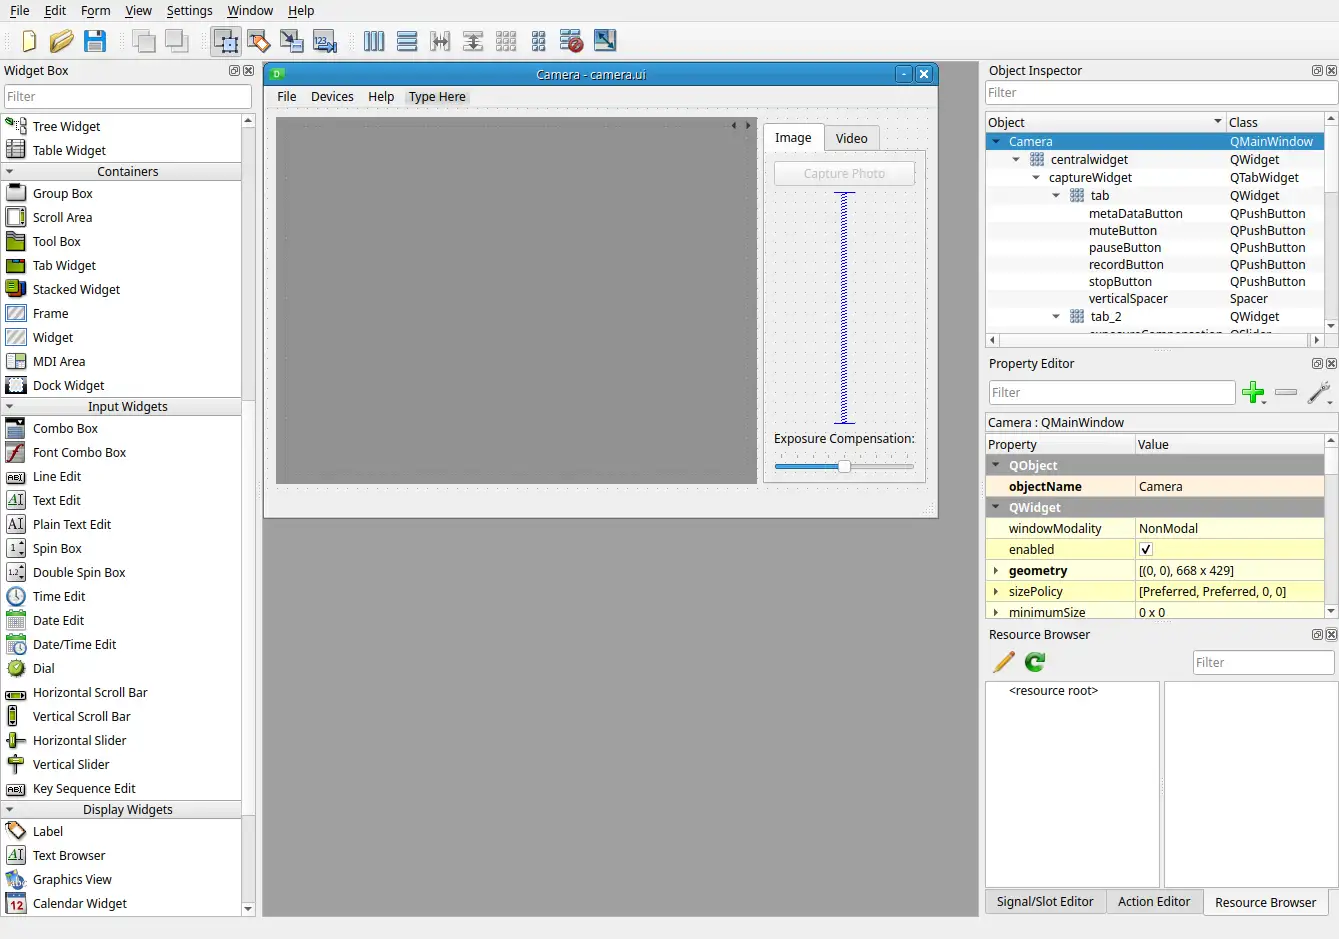 File Edit Form View Settings Window Help
Widget Box
Filter
Tree Widget
Table Widget
Containers
Group Box
Scroll Area
Tool Box
Tab Widget
Stacked Widget
Frame
Widget
MDI Area
Dock Widget
Input Widgets
Combo Box
Font Combo Box
Line Edit
Text Edit
Plain Text Edit
Spin Box
Double Spin Box
Time Edit
Date Edit
Date/Time Edit
Dial
Horizontal Scroll Bar
Vertical Scroll Bar
Horizontal Slider
Vertical Slider
Key Sequence Edit
Display Widgets
Label
Text Browser
Graphics View
Calendar Widget
Camera - camera.ui
File Devices Help Type Here
Image Video
Capture Photo
Exposure Compensation:
Object Inspector
Filter
Object Class
Camera QMainWindow
centralwidget QWidget
captureWidget QTabWidget
tab QWidget
metaDataButton QPushButton
muteButton QPushButton
pauseButton QPushButton
recordButton QPushButton
stopButton QPushButton
verticalSpacer Spacer
tab_2 QWidget
Property Editor
Filter
Camera : QMainWindow
Property Value
QObject
objectName Camera
QWidget
windowModality NonModal
enabled
geometry [(0, 0), 668 x 429]
sizePolicy [Preferred, Preferred, 0, 0]
minimumSize 0 x 0
Resource Browser
Filter
<resource root>
Signal/Slot Editor Action Editor Resource Browser